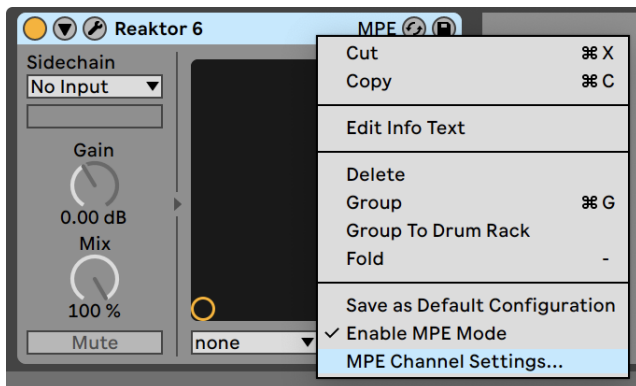 Reaktor 6 MPE
Sidechain
No Input
Gain
0.00 dB
Mix
100 %
Mute
none
Cut ⌘ X
Copy ⌘ C
Edit Info Text
Delete
Group ⌘ G
Group To Drum Rack
Fold -
Save as Default Configuration
✓ Enable MPE Mode
MPE Channel Settings...